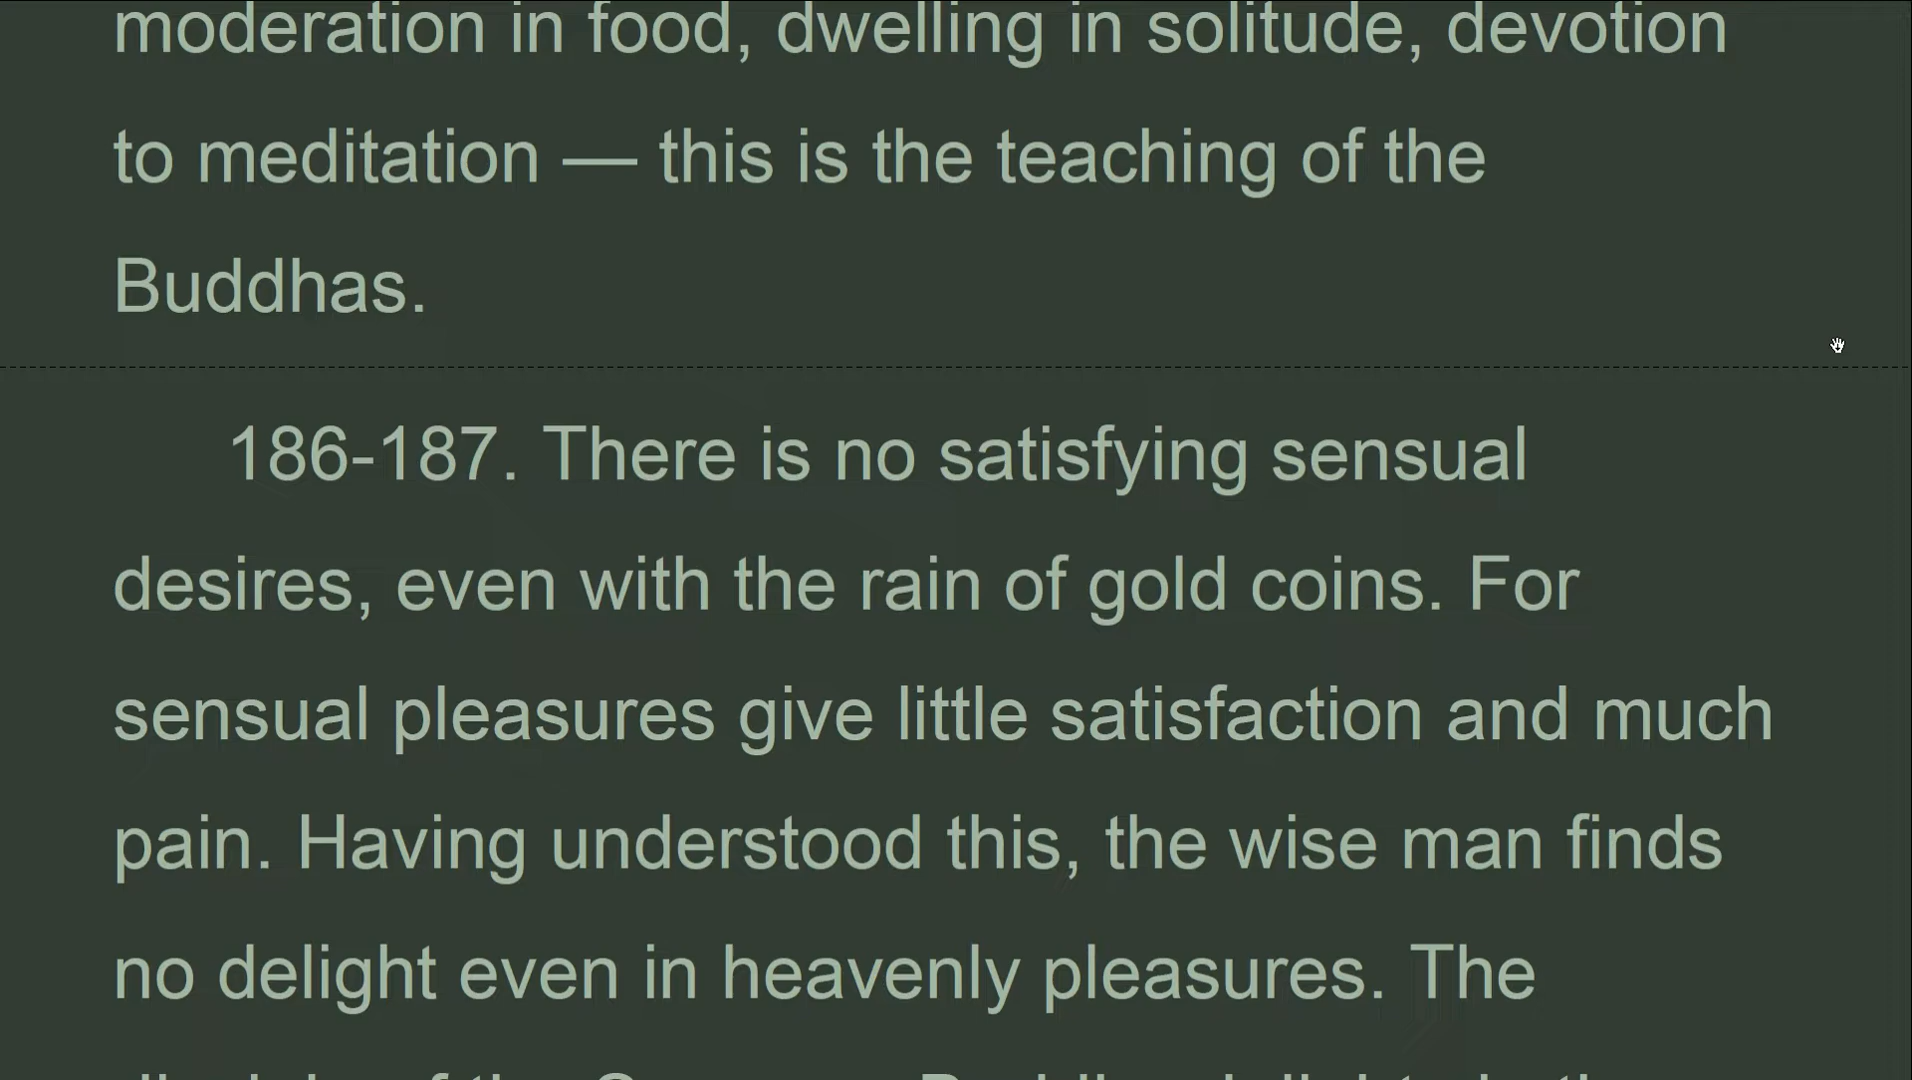 moderation in food, dwelling in solitude, devotion
to meditation — this is the teaching of the
Buddhas.
186-187. There is no satisfying sensual
desires, even with the rain of gold coins. For
sensual pleasures give little satisfaction and much
pain. Having understood this, the wise man finds
no delight even in heavenly pleasures. The